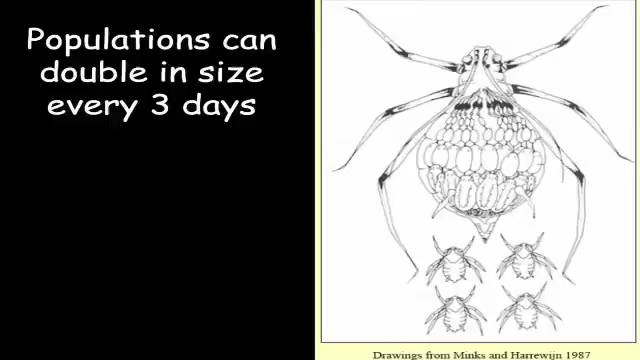 Populations can
double in size
every 3 days
Drawings from Minks and Harrewijn 1987